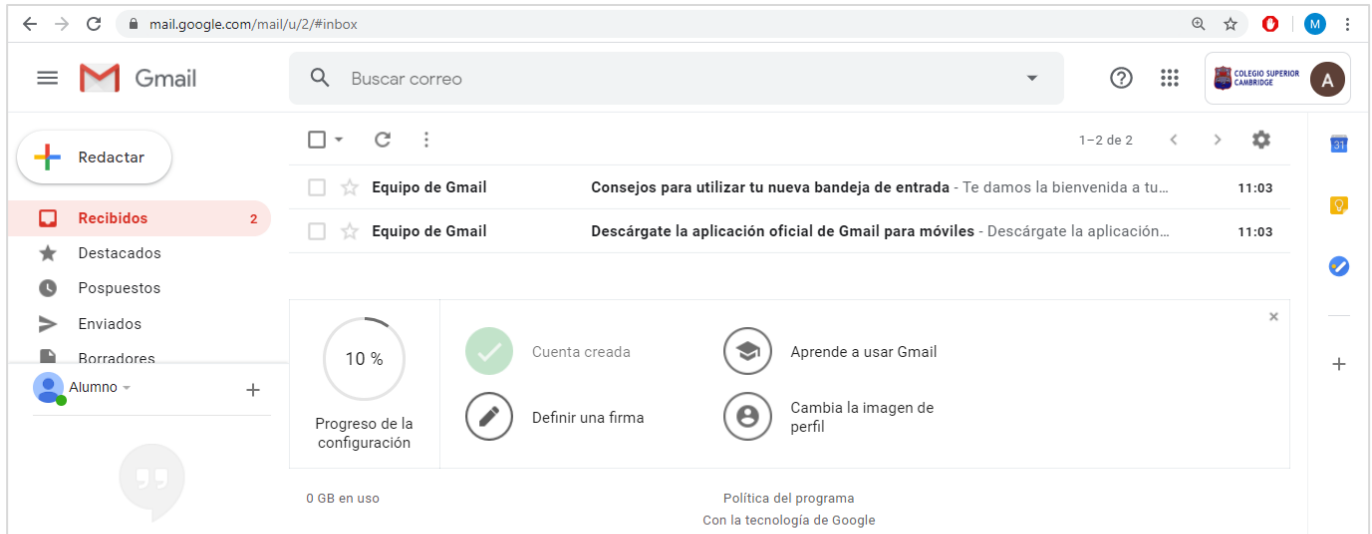 mail.google.com/mail/u/2/#inbox
M
Gmail
Buscar correo
COLEGIO SUPERIOR
CAMBRIDGE
A
Redactar
1–2 de 2
31
Equipo de Gmail Consejos para utilizar tu nueva bandeja de entrada - Te damos la bienvenida a tu... 11:03
Recibidos 2
Equipo de Gmail Descárgate la aplicación oficial de Gmail para móviles - Descárgate la aplicación... 11:03
Destacados
Pospuestos
Enviados
Borradores
Alumno
10 %
Progreso de la
configuración
Cuenta creada
Aprende a usar Gmail
Definir una firma
Cambia la imagen de
perfil
0 GB en uso
Política del programa
Con la tecnología de Google